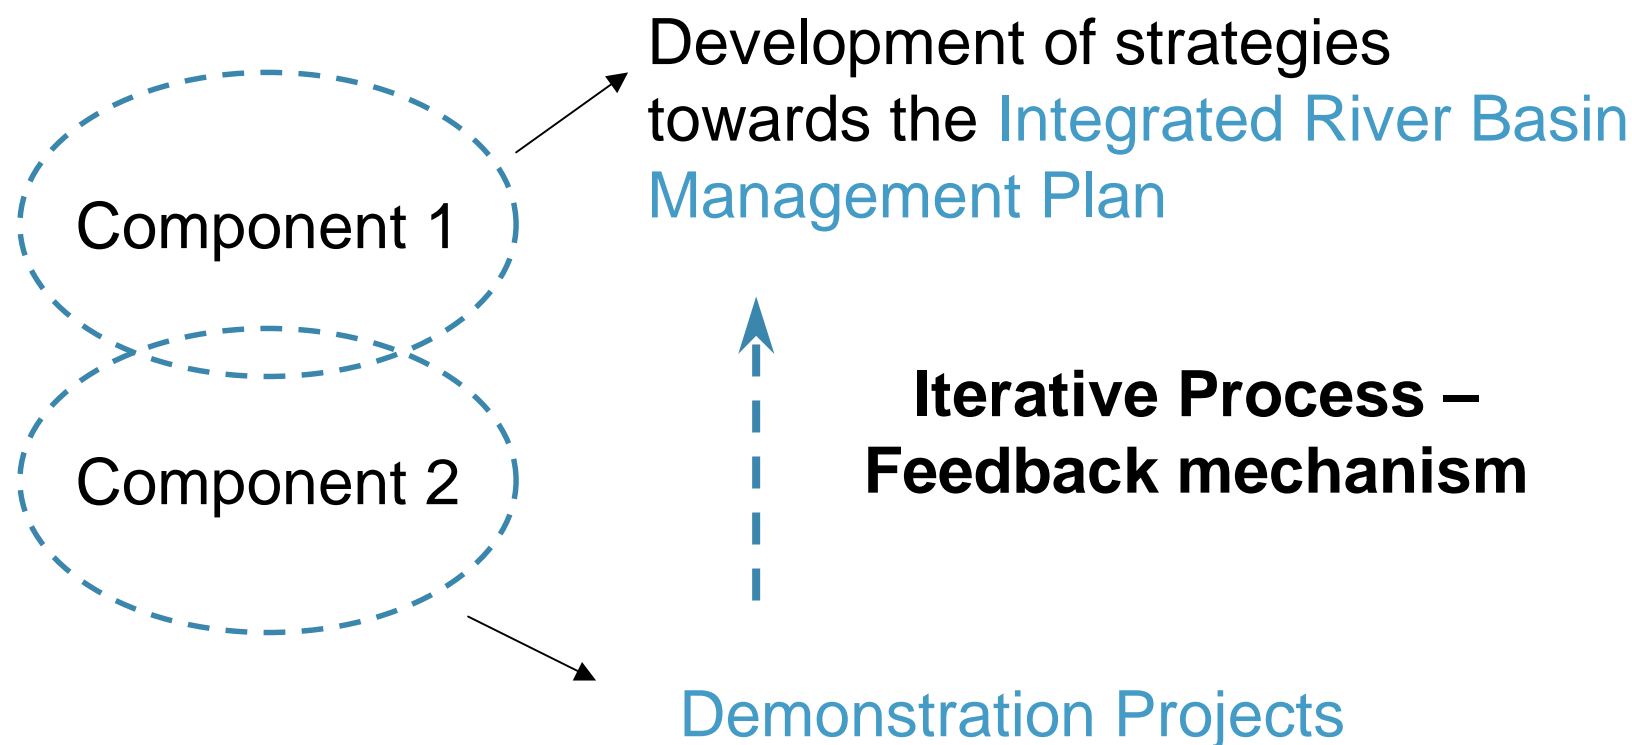 Development of strategies
towards the Integrated River Basin
Management Plan
Component 1
Iterative Process –
Feedback mechanism
Component 2
Demonstration Projects